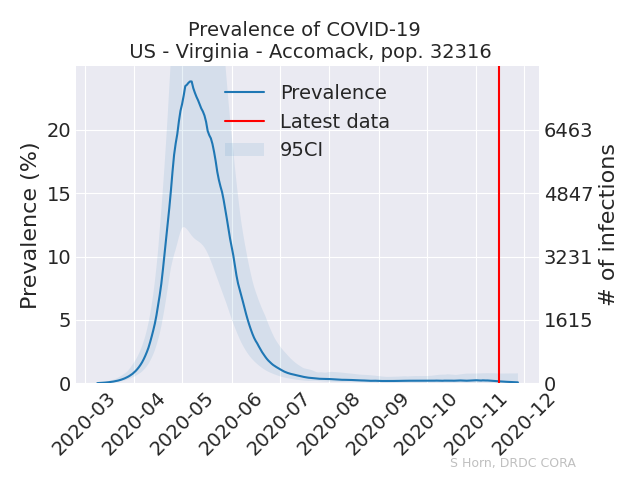 Prevalence of COVID-19
US - Virginia - Accomack, pop. 32316
Prevalence
Latest data
95CI
Prevalence (%)
20
15
10
5
0
6463
4847
3231
1615
0
# of infections
2020-03
2020-04
2020-05
2020-06
2020-07
2020-08
2020-09
2020-10
2020-11
2020-12
S Horn, DRDC CORA